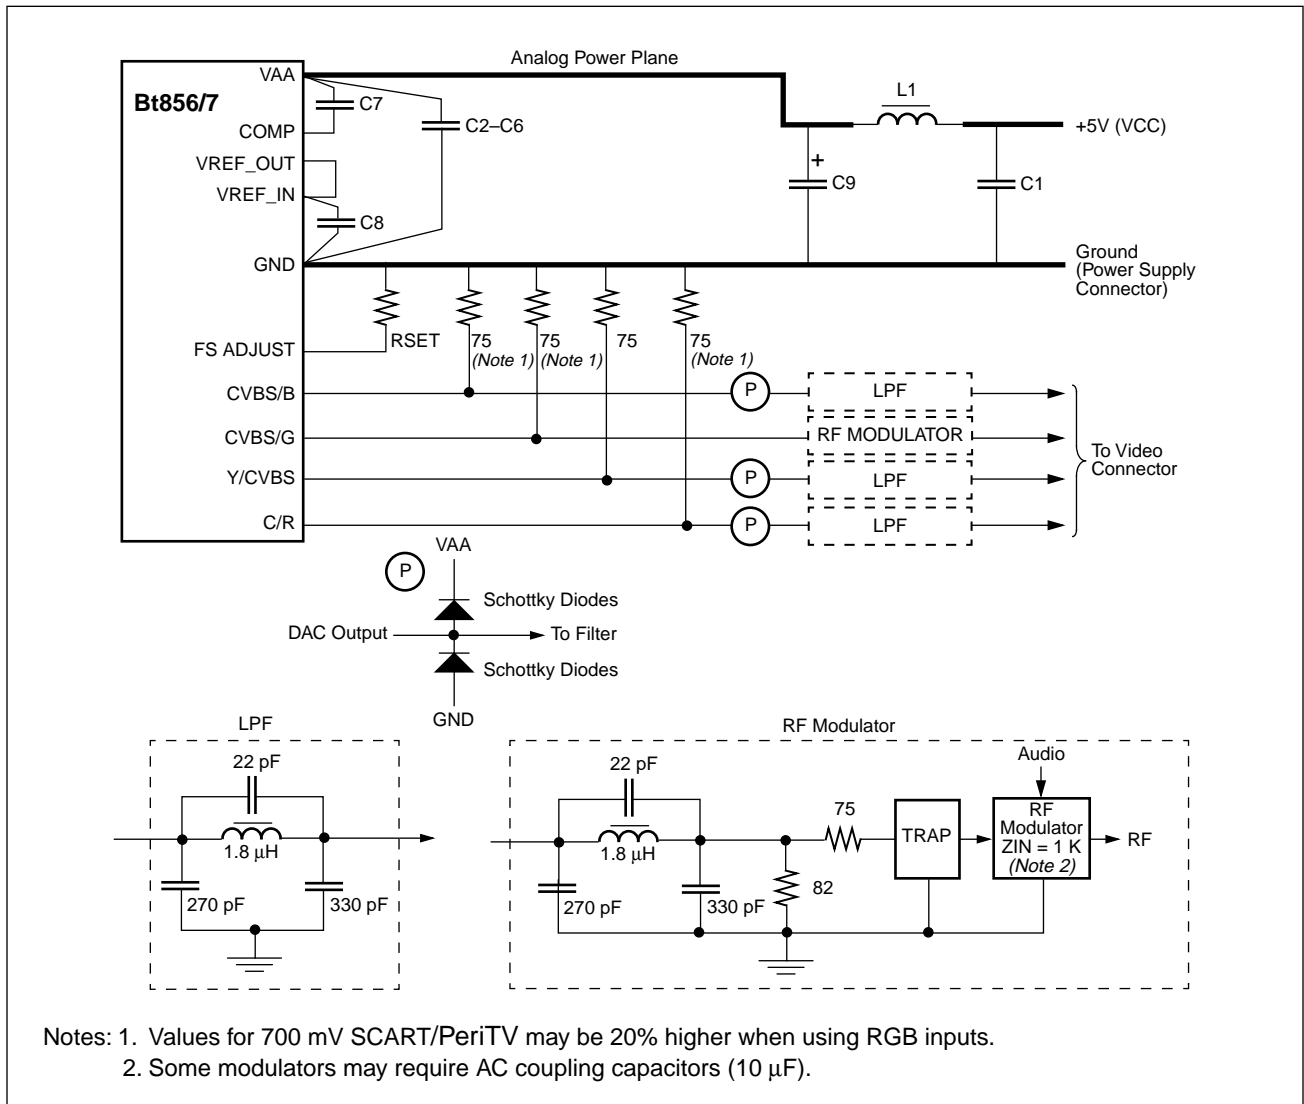 Analog Power Plane
Bt856/7
VAA
C7
C2–C6
COMP
VREF_OUT
VREF_IN
C8
GND
L1
+5V (VCC)
+
C9
C1
Ground
(Power Supply
Connector)
FS ADJUST
RSET
75
(Note 1)
75
(Note 1)
75
75
(Note 1)
CVBS/B
P
LPF
CVBS/G
RF MODULATOR
Y/CVBS
P
LPF
C/R
P
LPF
To Video
Connector
P
VAA
Schottky Diodes
DAC Output
To Filter
Schottky Diodes
GND
LPF
22 pF
1.8 µH
270 pF
330 pF
RF Modulator
22 pF
1.8 µH
270 pF
330 pF
82
75
TRAP
Audio
RF
Modulator
ZIN = 1 K
(Note 2)
RF
Notes: 1. Values for 700 mV SCART/PeriTV may be 20% higher when using RGB inputs.
2. Some modulators may require AC coupling capacitors (10 µF).